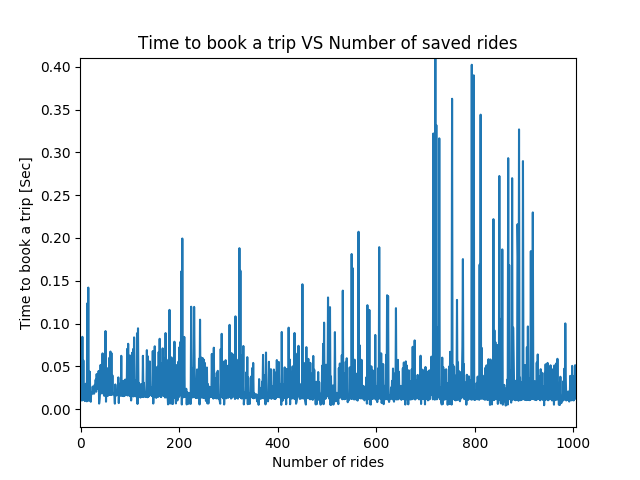 Time to book a trip VS Number of saved rides
0.40
0.35
0.30
0.25
0.20
0.15
0.10
0.05
0.00
Time to book a trip [Sec]
0 200 400 600 800 1000
Number of rides